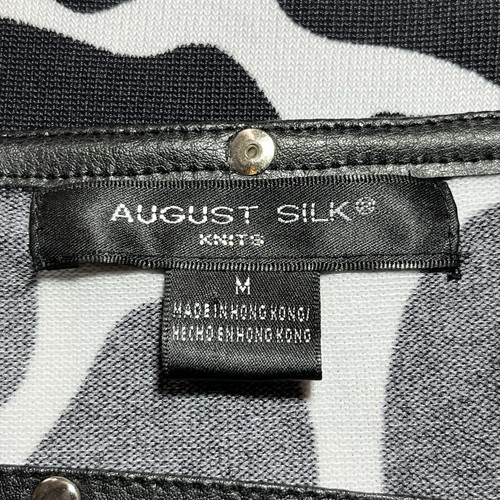 AUGUST SILK®
KNITS
M
MADE IN HONG KONG/
HECHO EN HONG KONG